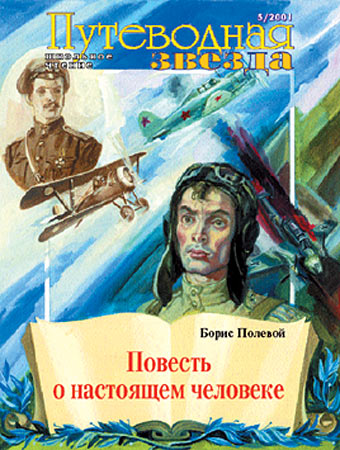 5/2001
Путеводная
школьное
чтение
звезда
Борис Полевой
Повесть
о настоящем человеке